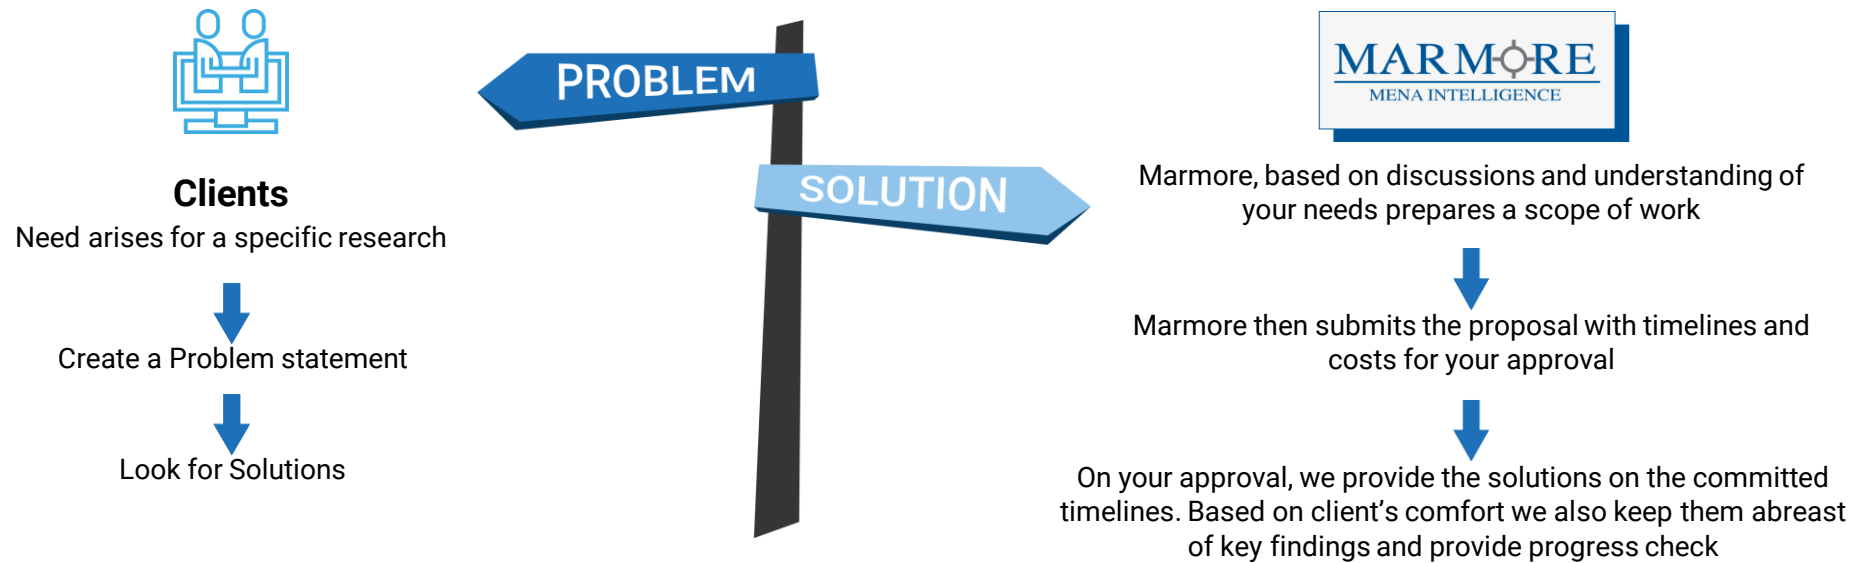 Clients
Need arises for a specific research
Create a Problem statement
Look for Solutions
PROBLEM
SOLUTION
MARMORE
MENA INTELLIGENCE
Marmore, based on discussions and understanding of
your needs prepares a scope of work
Marmore then submits the proposal with timelines and
costs for your approval
On your approval, we provide the solutions on the committed
timelines. Based on client's comfort we also keep them abreast
of key findings and provide progress check